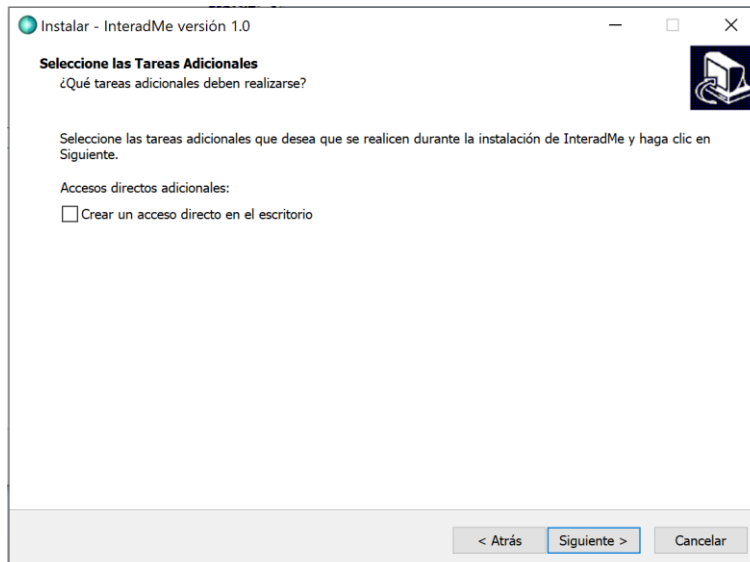 Instalar - InteradMe versión 1.0
Seleccione las Tareas Adicionales
¿Qué tareas adicionales deben realizarse?
Seleccione las tareas adicionales que desea que se realicen durante la instalación de InteradMe y haga clic en
Siguiente.
Accesos directos adicionales:
Crear un acceso directo en el escritorio
< Atrás
Siguiente >
Cancelar